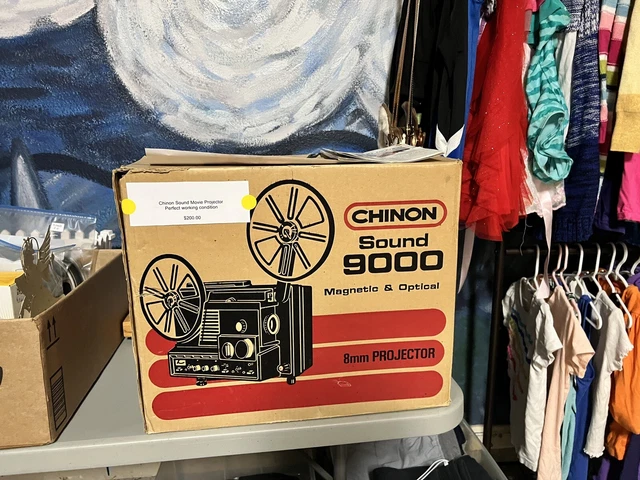 Chinon Sound Movie Projector
Perfect working condition
$200.00
CHINON
Sound
9000
Magnetic & Optical
8mm PROJECTOR